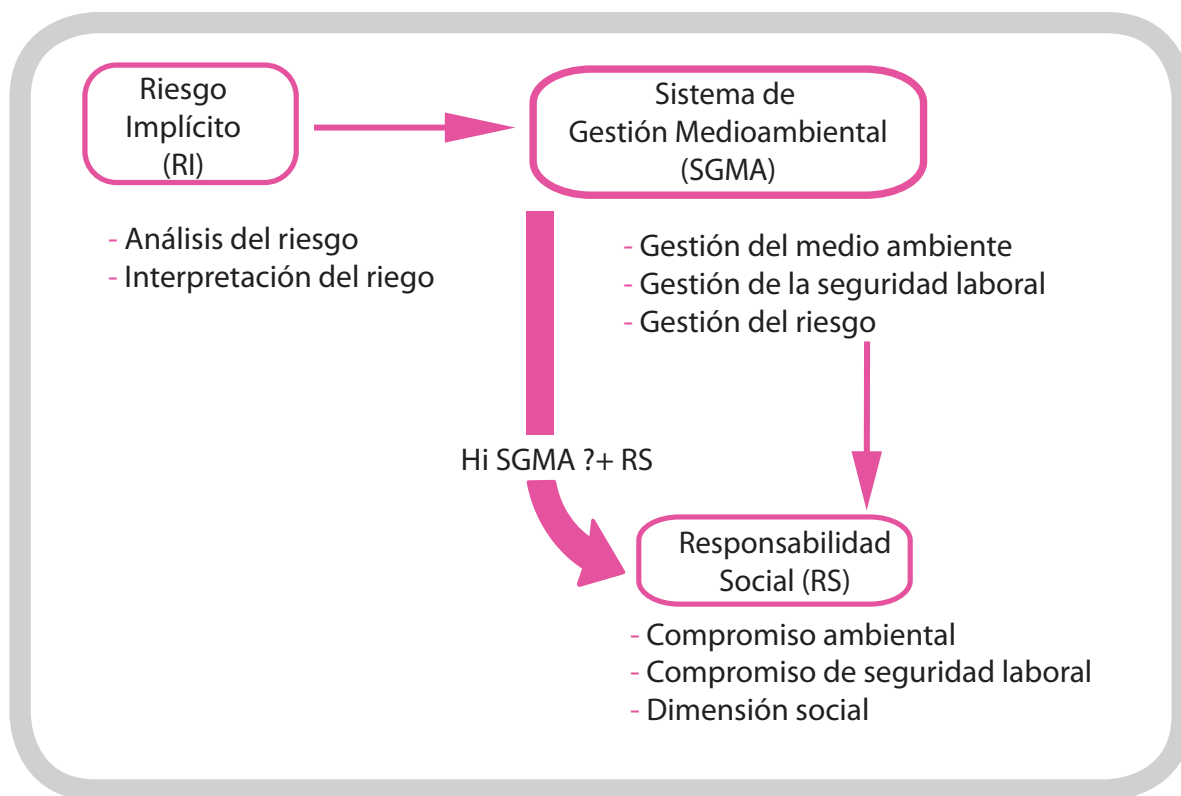 Riesgo
Implícito
(RI)
Sistema de
Gestión Medioambiental
(SGMA)
- Análisis del riesgo
- Interpretación del riego
- Gestión del medio ambiente
- Gestión de la seguridad laboral
- Gestión del riesgo
Hi SGMA ?+ RS
Responsabilidad
Social (RS)
- Compromiso ambiental
- Compromiso de seguridad laboral
- Dimensión social